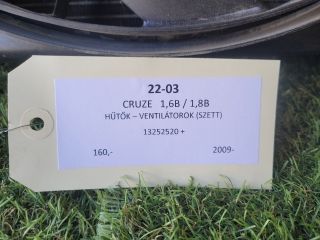 22-03
CRUZE 1,6B / 1,8B
HŰTŐK – VENTILÁTOROK (SZETT)
13252520 +
160,- 2009-